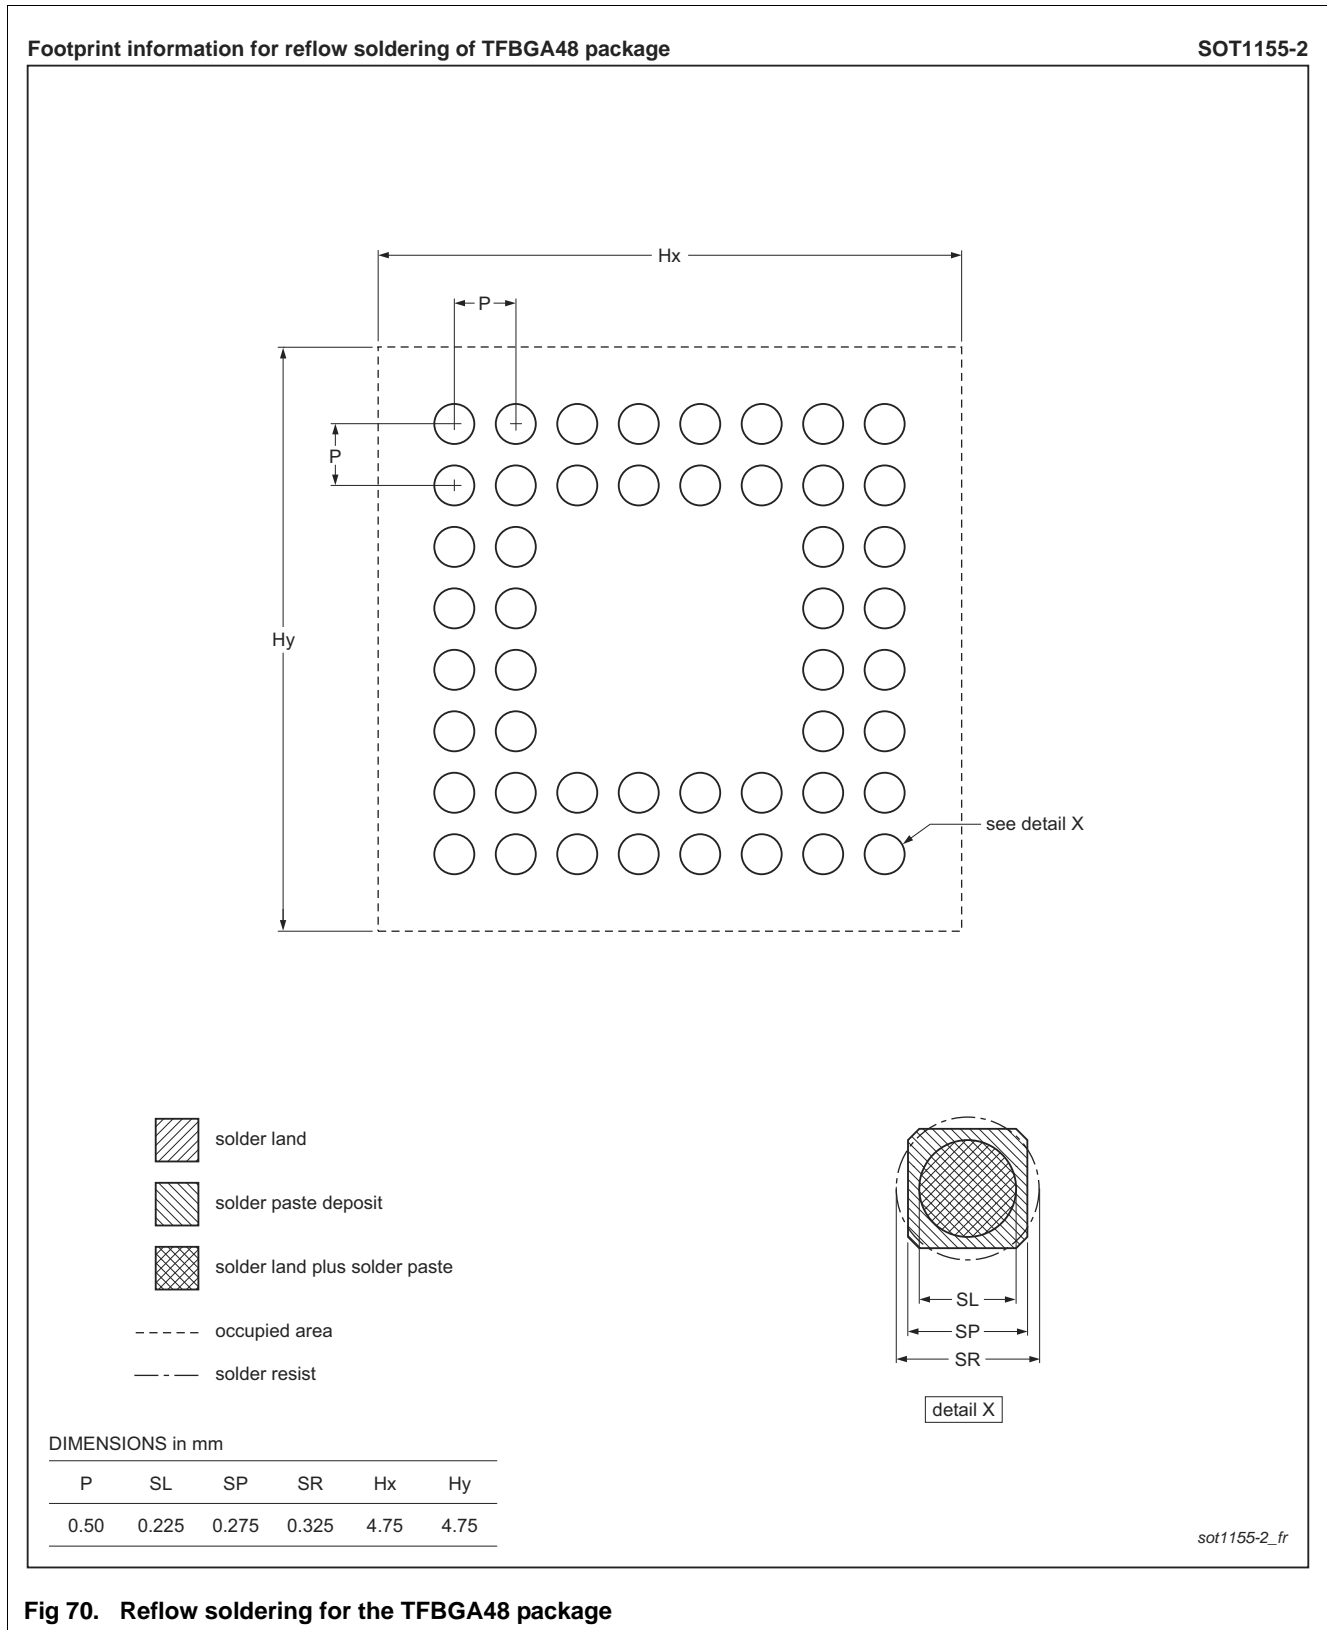 Footprint information for reflow soldering of TFBGA48 package SOT1155-2
Hx
P
P
Hy
see detail X
solder land
solder paste deposit
solder land plus solder paste
occupied area
solder resist
SL
SP
SR
detail X
DIMENSIONS in mm
P SL SP SR Hx Hy
0.50 0.225 0.275 0.325 4.75 4.75
sot1155-2_fr
Fig 70. Reflow soldering for the TFBGA48 package